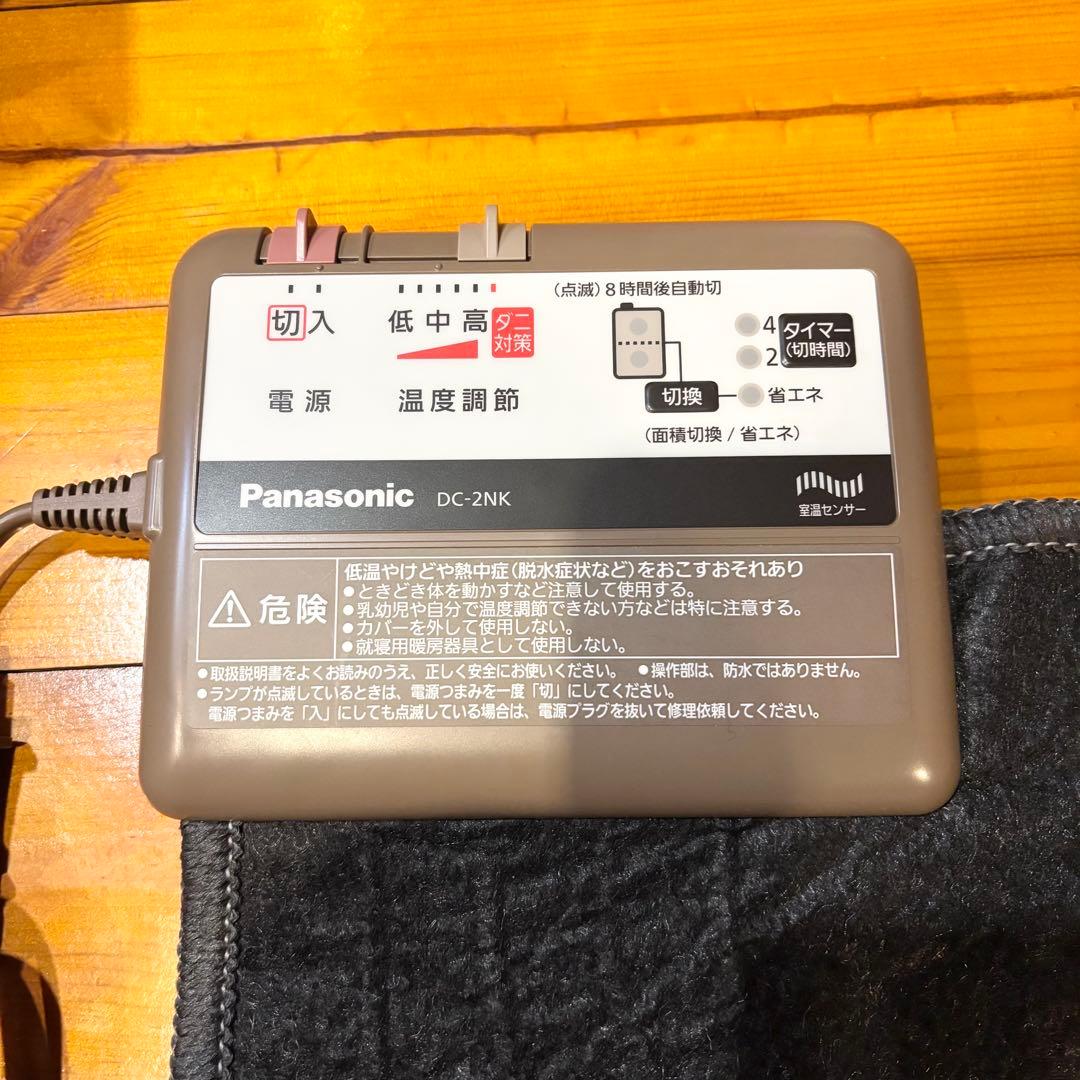 切 入
低 中 高 ダニ対策
電源
温度調節
(点滅)8時間後自動切
4
2
タイマー
(切時間)
切換
省エネ
(面積切換/省エネ)
Panasonic DC-2NK
室温センサー
危険
低温やけどや熱中症(脱水症状など)をおこすおそれあり
●ときどき体を動かすなど注意して使用する。
●乳幼児や自分で温度調節できない方などは特に注意する。
●カバーを外して使用しない。
●就寝用暖房器具として使用しない。
●取扱説明書をよくお読みのうえ、正しく安全にお使いください。 ●操作部は、防水ではありません。
●ランプが点滅しているときは、電源つまみを一度「切」にしてください。
電源つまみを「入」にしても点滅している場合は、電源プラグを抜いて修理依頼してください。